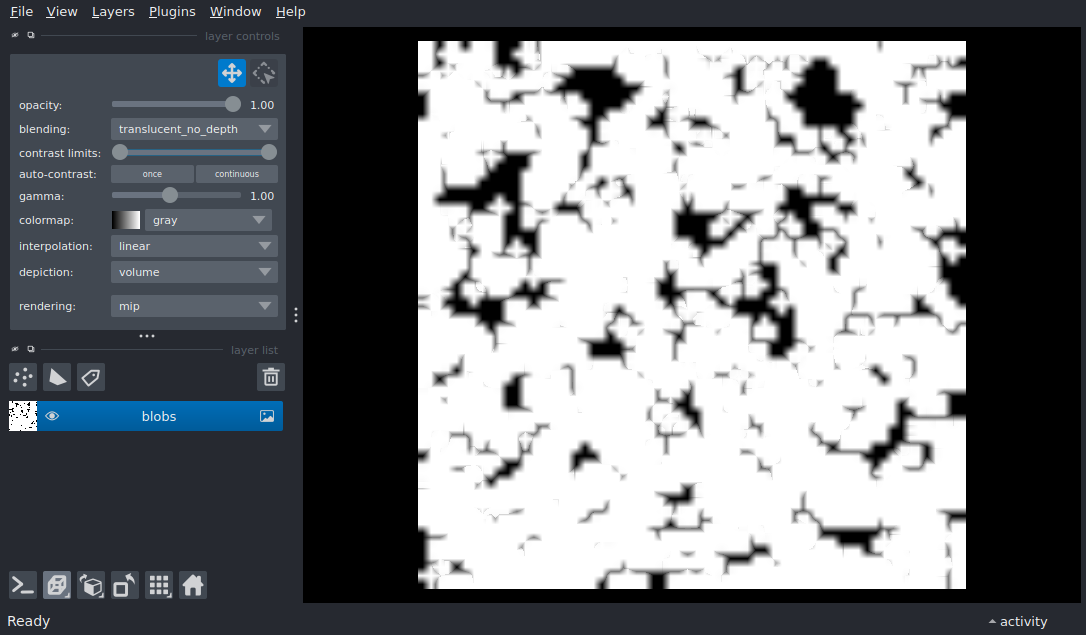 File View Layers Plugins Window Help
layer controls
opacity: 1.00
blending: translucent_no_depth
contrast limits:
auto-contrast: once continuous
gamma: 1.00
colormap: gray
interpolation: linear
depiction: volume
rendering: mip
layer list
blobs
Ready activity